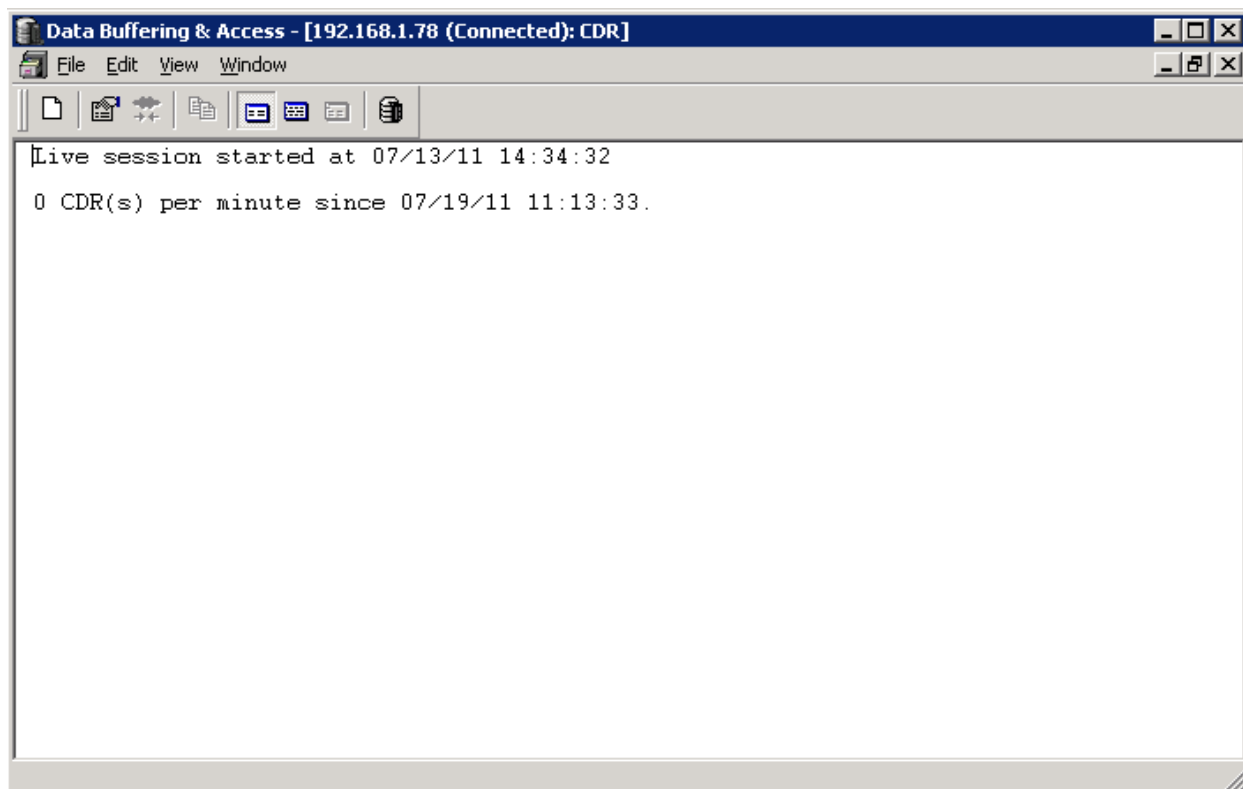 Data Buffering & Access - [192.168.1.78 (Connected): CDR]
File Edit View Window
Live session started at 07/13/11 14:34:32
0 CDR(s) per minute since 07/19/11 11:13:33.